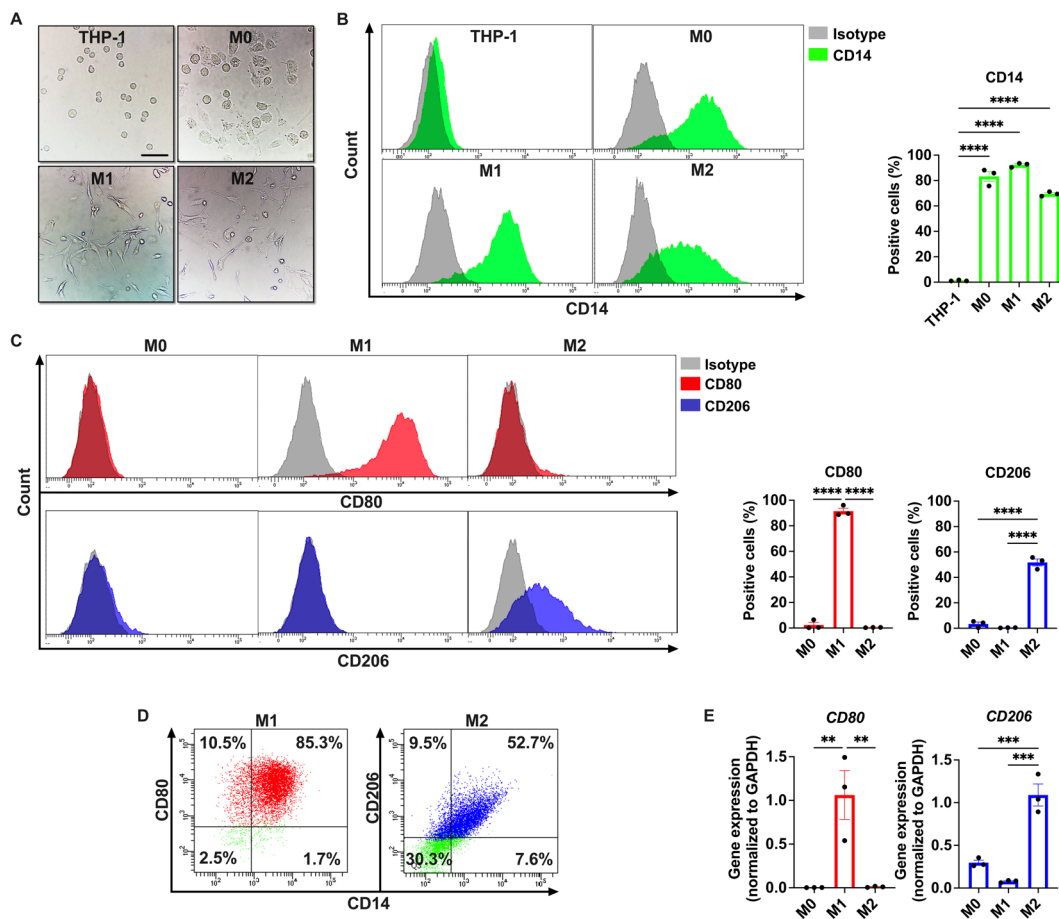 A
THP-1
M0
M1
M2
B
THP-1
M0
Isotype
CD14
M1
M2
Count
CD14
CD14
****
****
****
Positive cells (%)
100
80
60
40
20
0
THP-1
M0
M1
M2
C
M0
M1
M2
Isotype
CD80
CD206
Count
CD80
CD206
CD80
**** ****
Positive cells (%)
100
80
60
40
20
0
M0
M1
M2
CD206
****
****
Positive cells (%)
100
80
60
40
20
0
M0
M1
M2
D
M1
10.5% 85.3%
2.5% 1.7%
CD80
M2
9.5% 52.7%
30.3% 7.6%
CD206
CD14
E
CD80
** **
Gene expression
(normalized to GAPDH)
1.5
1.0
0.5
0.0
M0
M1
M2
CD206
***
***
Gene expression
(normalized to GAPDH)
1.5
1.0
0.5
0.0
M0
M1
M2